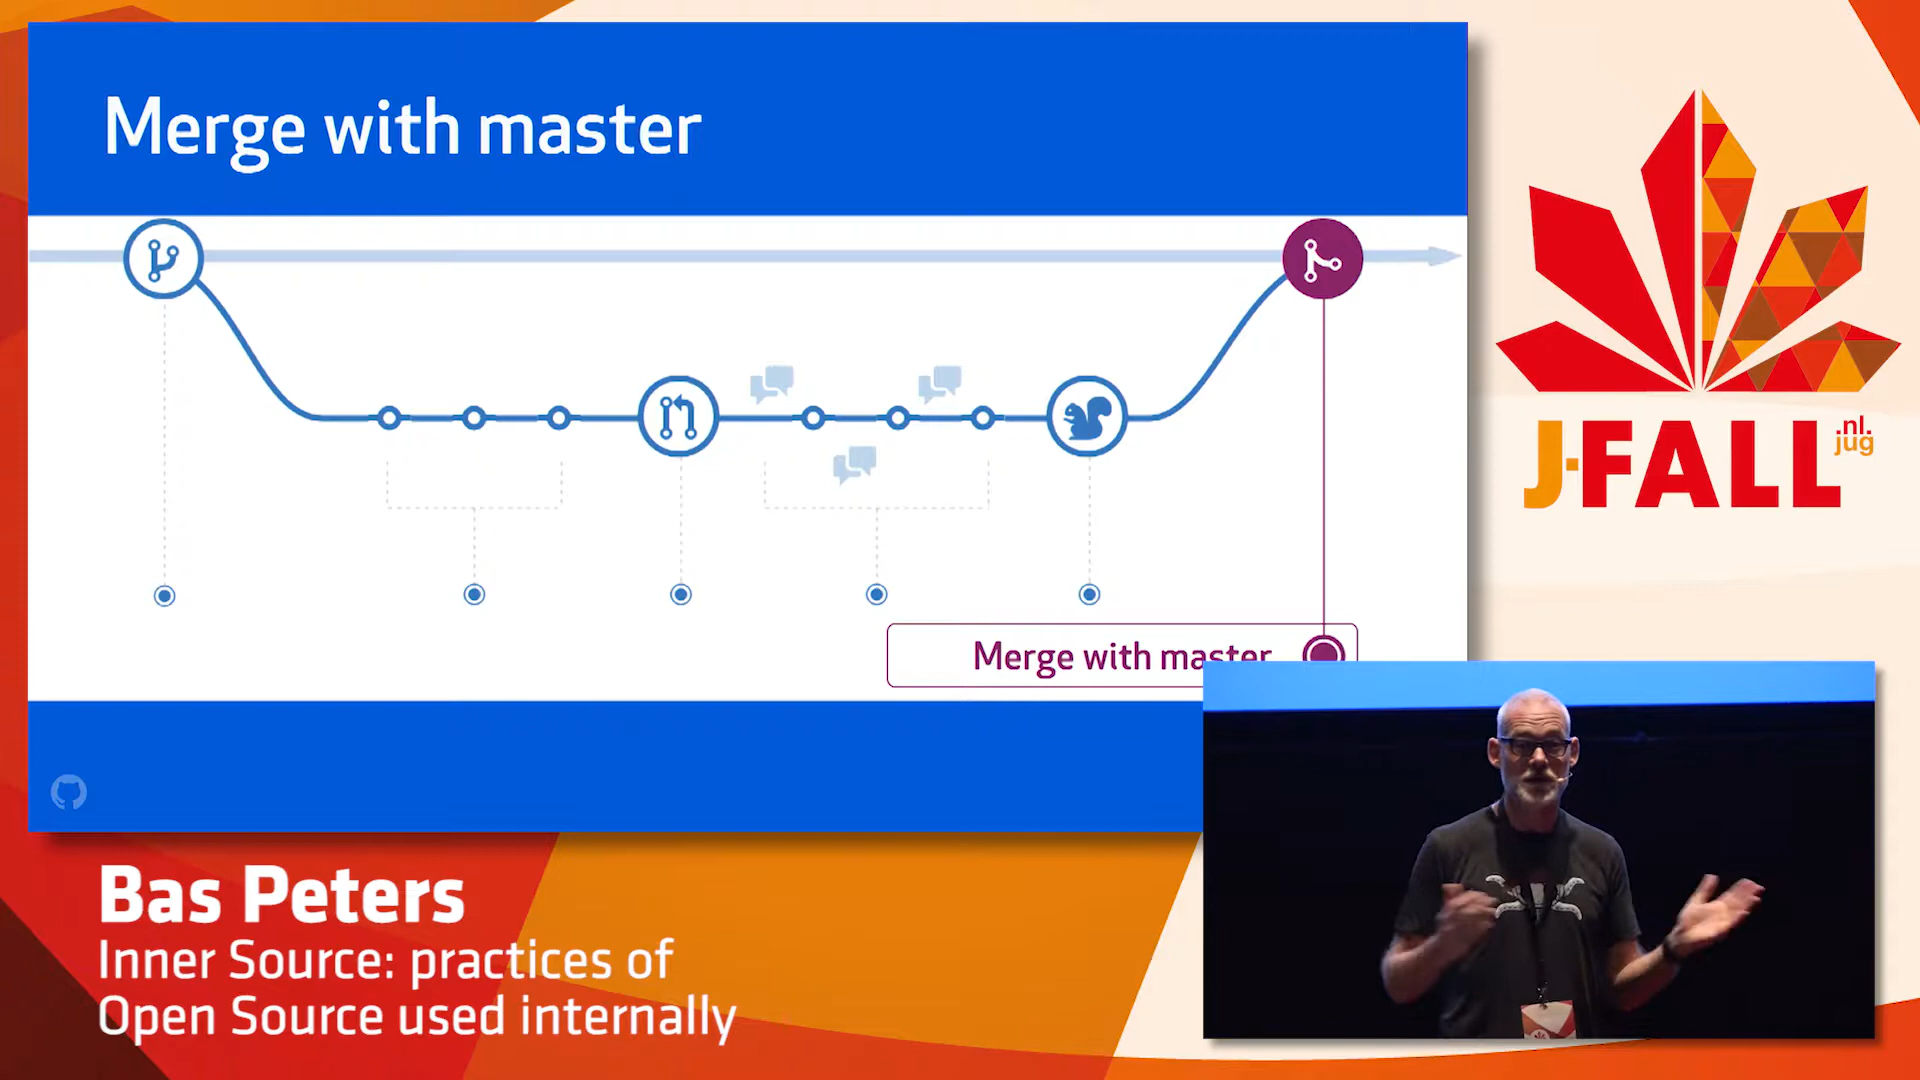 Merge with master
Merge with master
J-FALL
.nl.
jug
Bas Peters
Inner Source: practices of
Open Source used internally